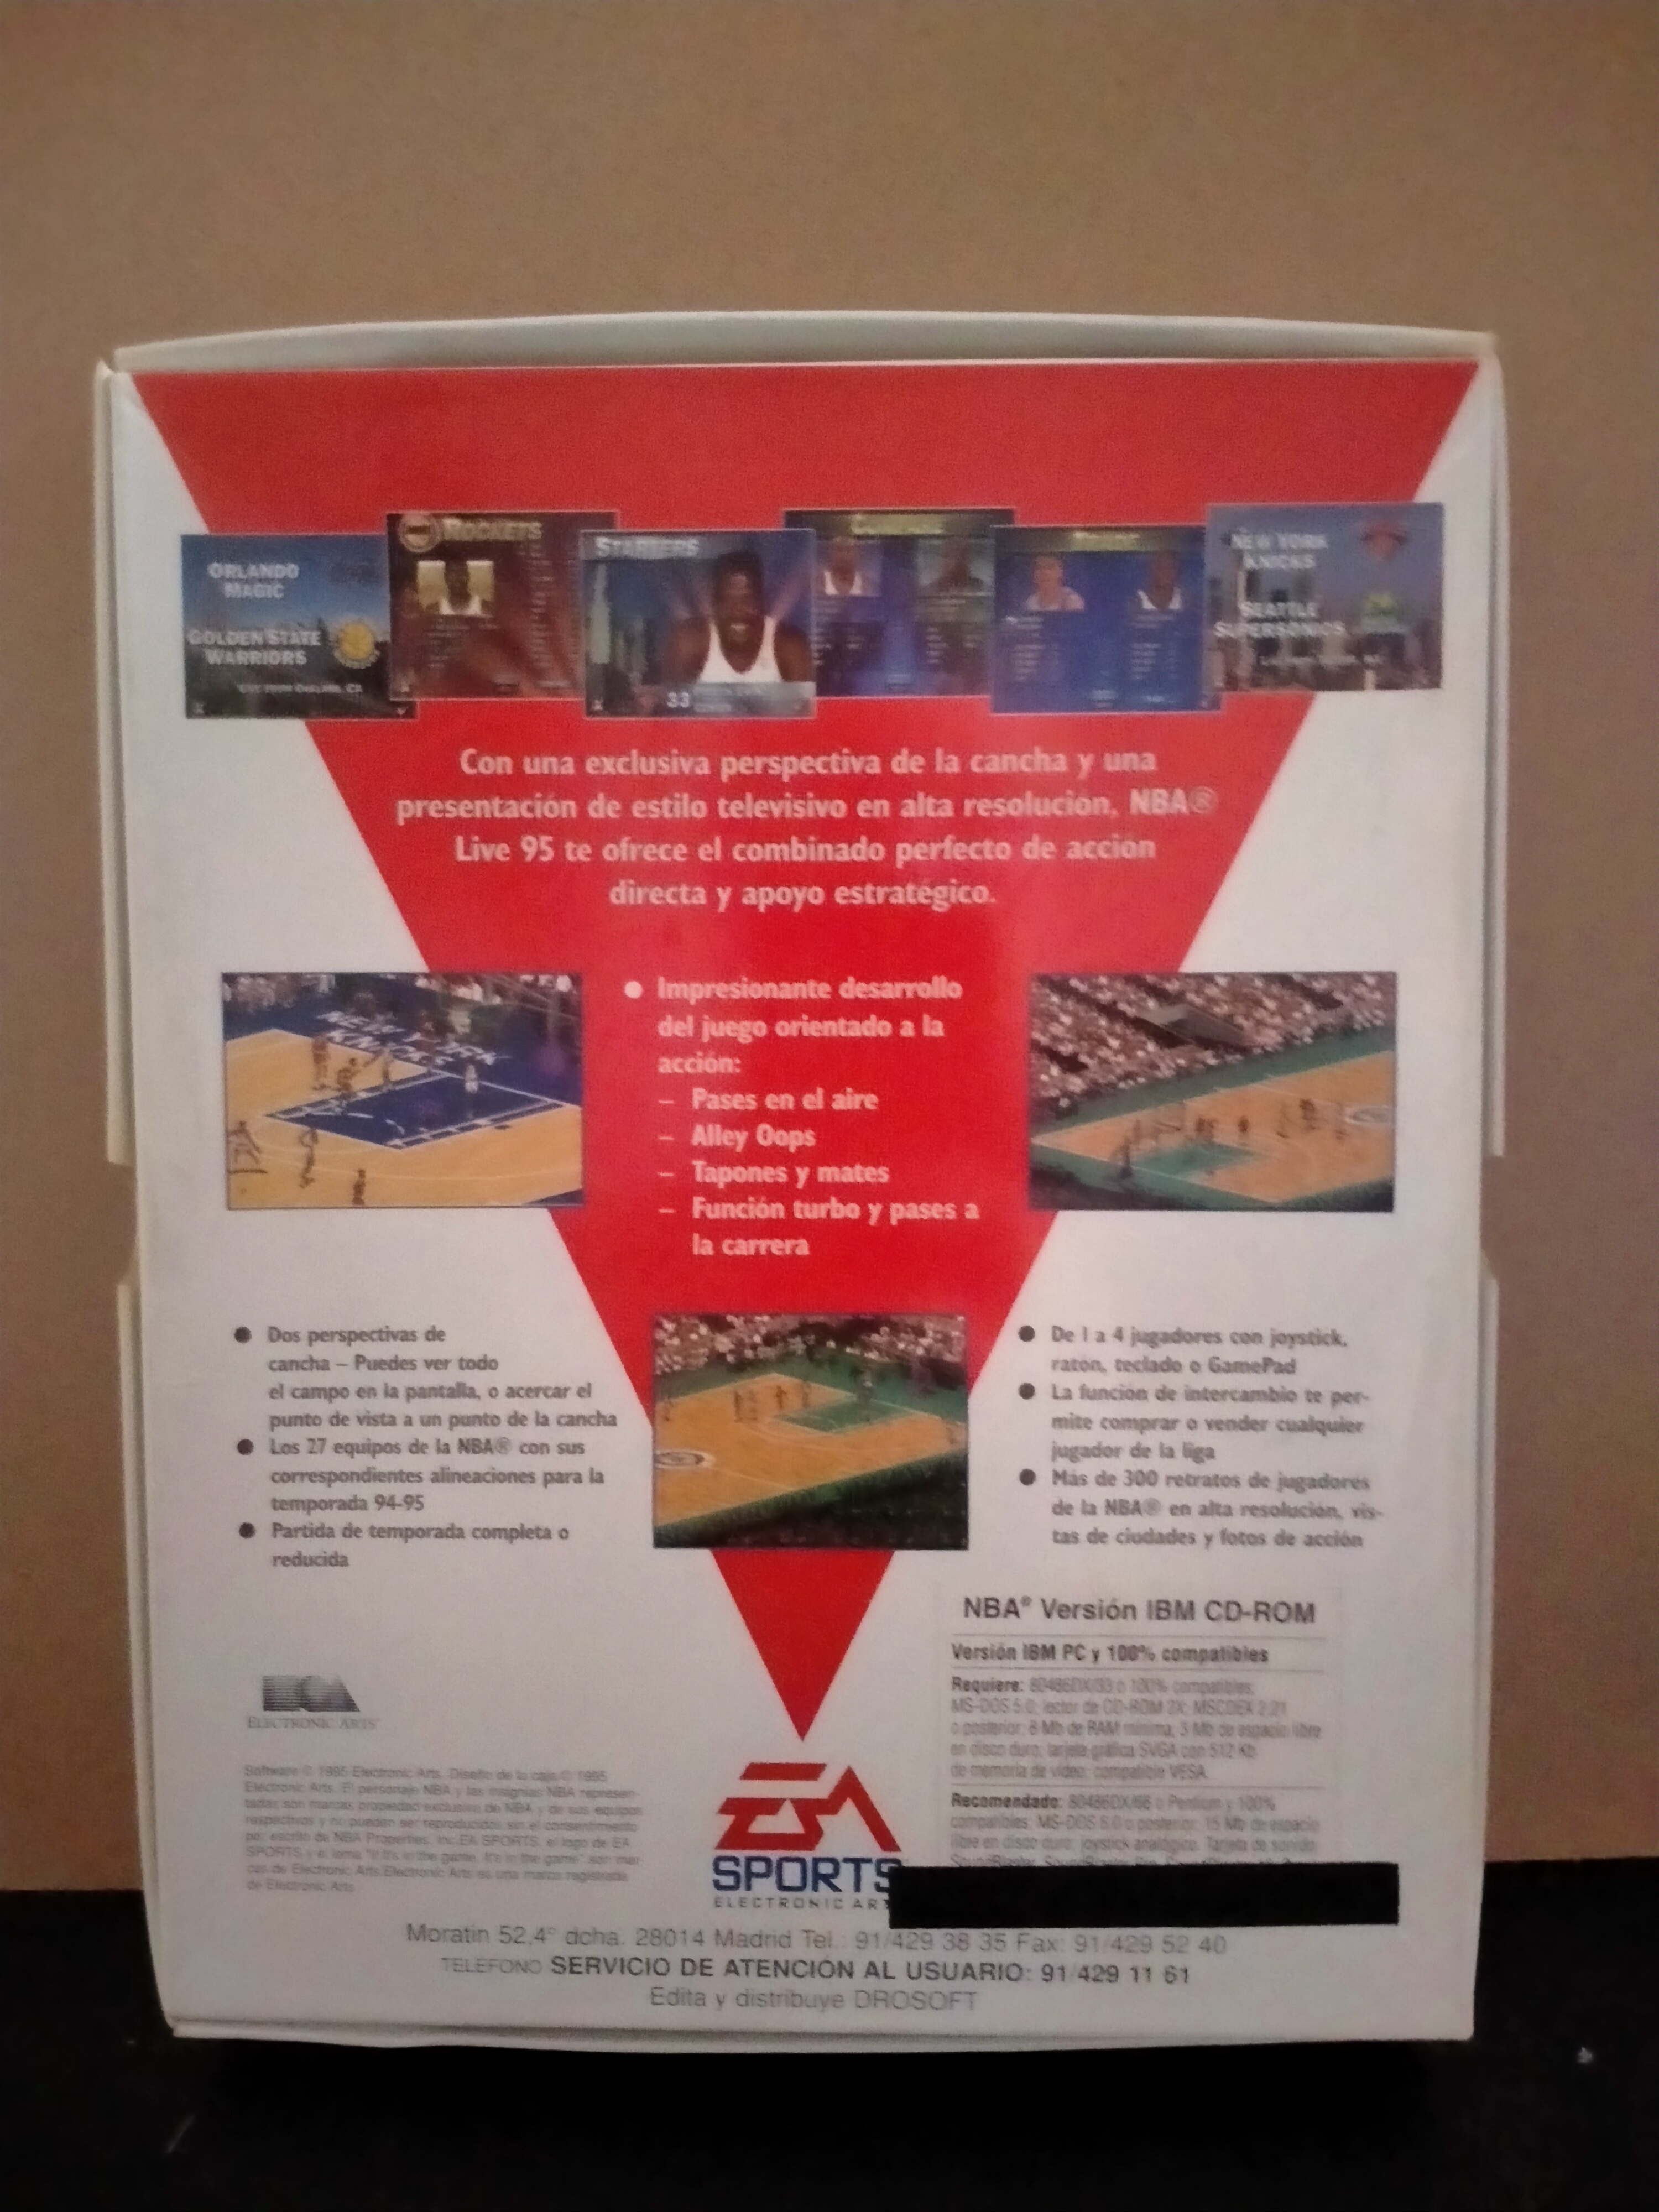 ORLANDO
MAGIC
GOLDEN STATE
WARRIORS
ROCKETS
STARTERS
33
NEW YORK
KNICKS
SEATTLE
SUPERSONICS
Con una exclusiva perspectiva de la cancha y una
presentación de estilo televisivo en alta resolución, NBA®
Live 95 te ofrece el combinado perfecto de acción
directa y apoyo estratégico.
NEW YORK
KNICKS
● Impresionante desarrollo
del juego orientado a la
acción:
– Pases en el aire
– Alley Oops
– Tapones y mates
– Función turbo y pases a
la carrera
● Dos perspectivas de
cancha – Puedes ver todo
el campo en la pantalla, o acercar el
punto de vista a un punto de la cancha
● Los 27 equipos de la NBA® con sus
correspondientes alineaciones para la
temporada 94-95
● Partida de temporada completa o
reducida
● De 1 a 4 jugadores con joystick,
ratón, teclado o GamePad
● La función de intercambio te per-
mite comprar o vender cualquier
jugador de la liga
● Más de 300 retratos de jugadores
de la NBA® en alta resolución, vis-
tas de ciudades y fotos de acción
NBA® Versión IBM CD-ROM
Versión IBM PC y 100% compatibles
Requiere: 80486DX/33 o 100% compatibles;
MS-DOS 5.0; lector de CD-ROM 2X; MSCDEX 2.21
o posterior; 8 Mb de RAM mínima; 3 Mb de espacio libre
en disco duro; tarjeta gráfica SVGA con 512 Kb
de memoria de vídeo; compatible VESA
Recomendado: 80486DX/66 o Pentium y 100%
compatibles; MS-DOS 6.0 o posterior; 15 Mb de espacio
libre en disco duro; joystick analógico. Tarjeta de sonido
ELECTRONIC ARTS
Software © 1995 Electronic Arts. Diseño de la caja © 1995
Electronic Arts. El personaje NBA y las insignias NBA represen-
tadas son marcas propiedad exclusiva de NBA y de sus equipos
respectivos y no pueden ser reproducidas sin el consentimiento
por escrito de NBA Properties, Inc. EA SPORTS, el logo de EA
SPORTS y el lema "If it's in the game, it's in the game" son mar-
cas de Electronic Arts. Electronic Arts es una marca registrada
de Electronic Arts
EA
SPORTS
ELECTRONIC AR
Moratín 52,4° dcha. 28014 Madrid Tel.: 91/429 38 35 Fax: 91/429 52 40
TELÉFONO SERVICIO DE ATENCIÓN AL USUARIO: 91/429 11 61
Edita y distribuye DROSOFT